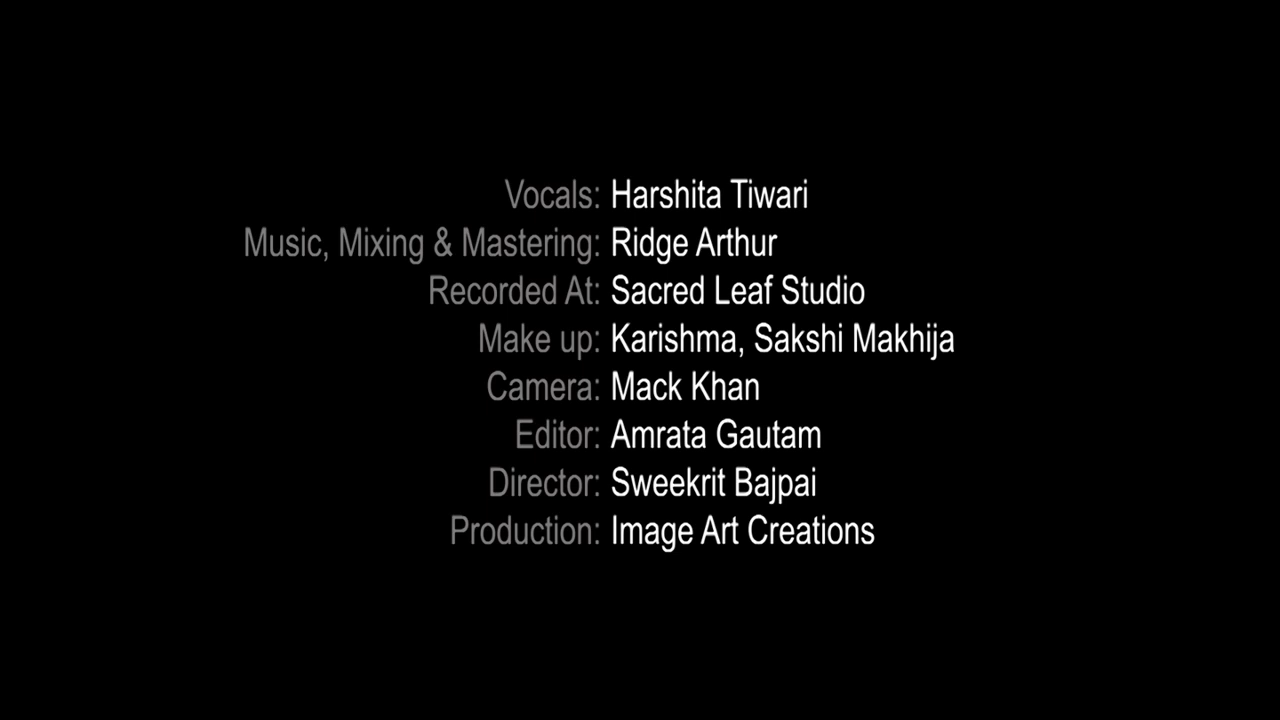 Vocals: Harshita Tiwari
Music, Mixing & Mastering: Ridge Arthur
Recorded At: Sacred Leaf Studio
Make up: Karishma, Sakshi Makhija
Camera: Mack Khan
Editor: Amrata Gautam
Director: Sweekrit Bajpai
Production: Image Art Creations